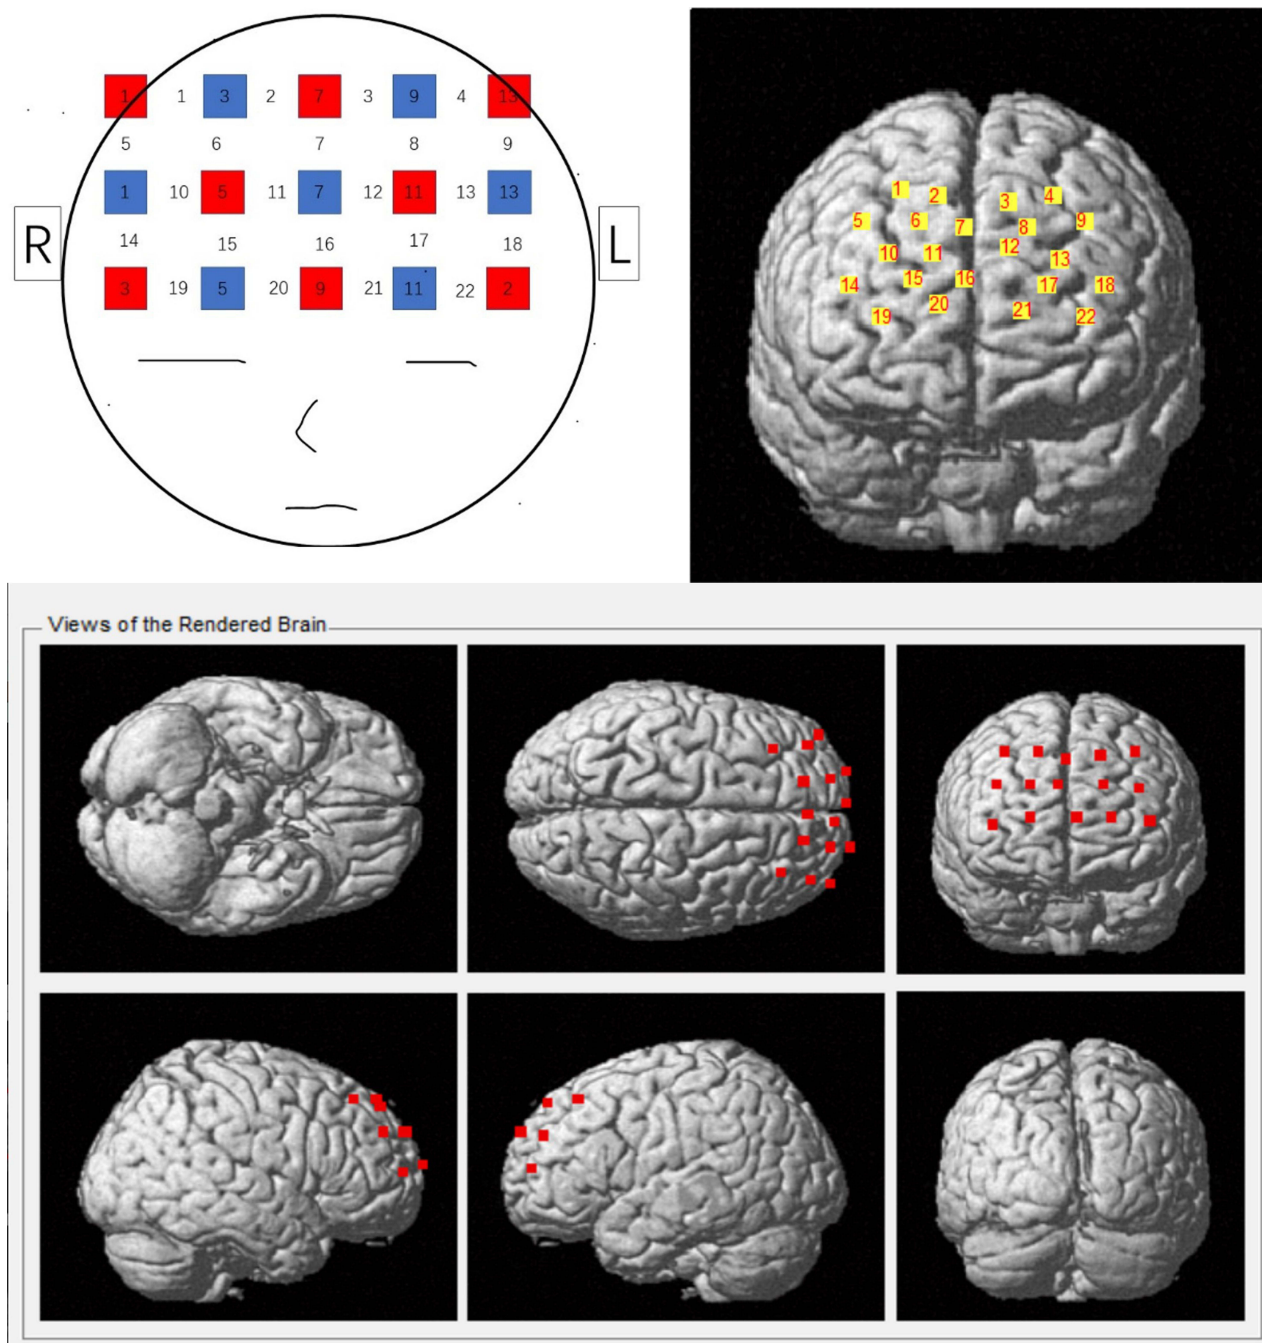 1 1 3 2 7 3 9 4 13
5 6 7 8 9
1 10 5 11 7 12 11 13 13
R L
14 15 16 17 18
3 19 5 20 9 21 11 22 2
1 2 3 4
5 6 7 8 9
10 11 12 13
14 15 16 17 18
19 20 21 22
Views of the Rendered Brain